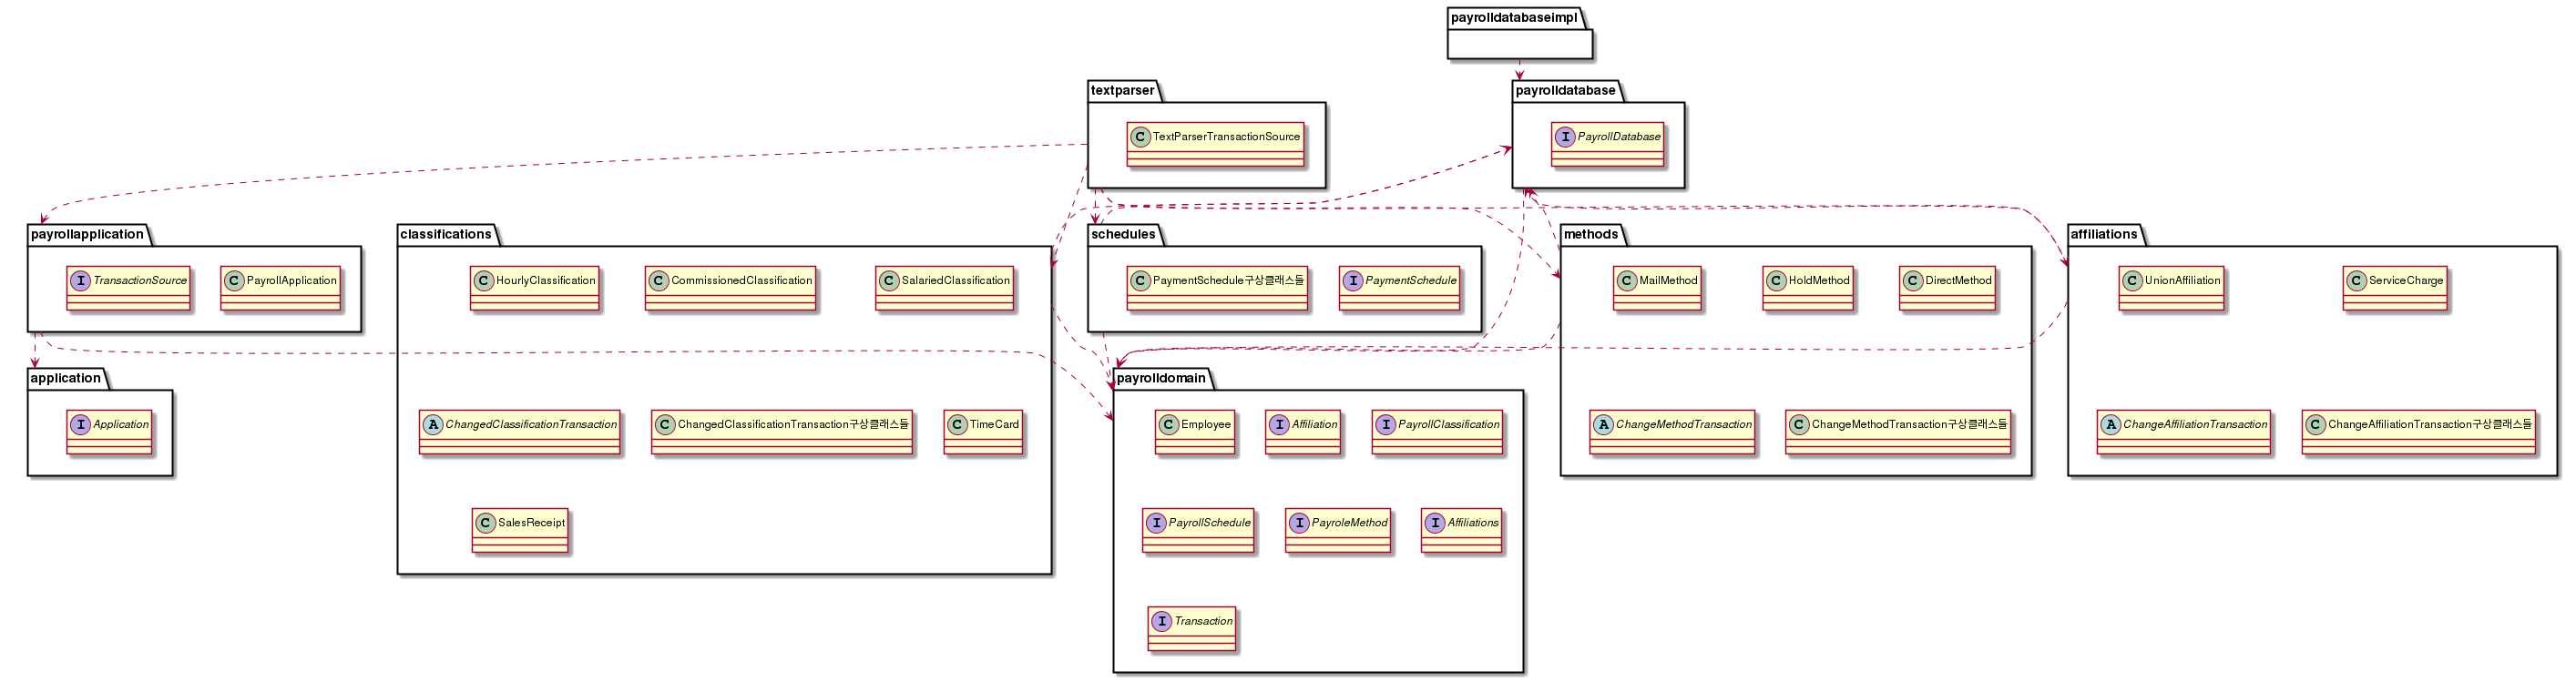 payrolldatabaseimpl
textparser
C TextParserTransactionSource
payrolldatabase
I PayrollDatabase
payrollapplication
I TransactionSource
C PayrollApplication
classifications
C HourlyClassification
C CommissionedClassification
C SalariedClassification
schedules
C PaymentSchedule구상클래스들
I PaymentSchedule
methods
C MailMethod
C HoldMethod
C DirectMethod
affiliations
C UnionAffiliation
C ServiceCharge
application
I Application
A ChangedClassificationTransaction
C ChangedClassificationTransaction구상클래스들
C TimeCard
payrolldomain
C Employee
I Affiliation
I PayrollClassification
A ChangeMethodTransaction
C ChangeMethodTransaction구상클래스들
A ChangeAffiliationTransaction
C ChangeAffiliationTransaction구상클래스들
C SalesReceipt
I PayrollSchedule
I PayroleMethod
I Affiliations
I Transaction